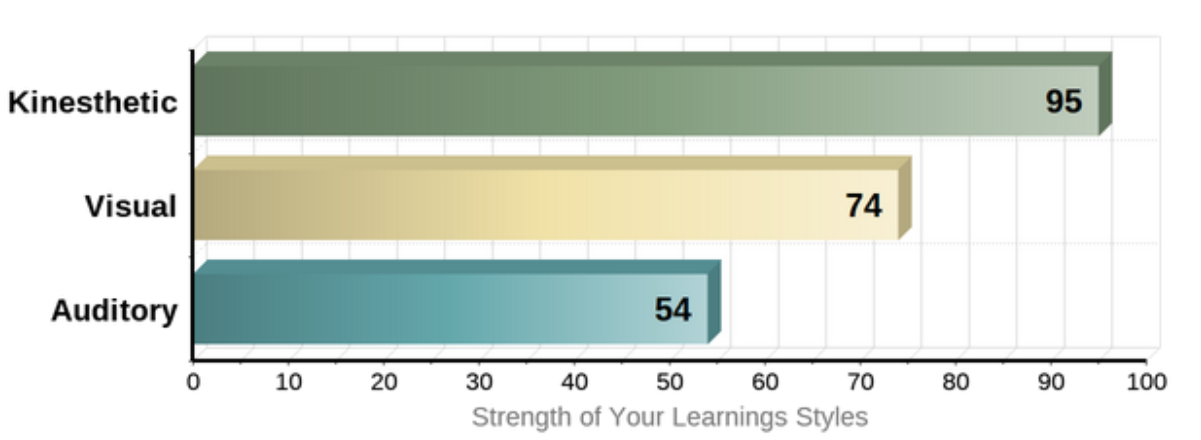 Kinesthetic 95
Visual 74
Auditory 54
0 10 20 30 40 50 60 70 80 90 100
Strength of Your Learnings Styles